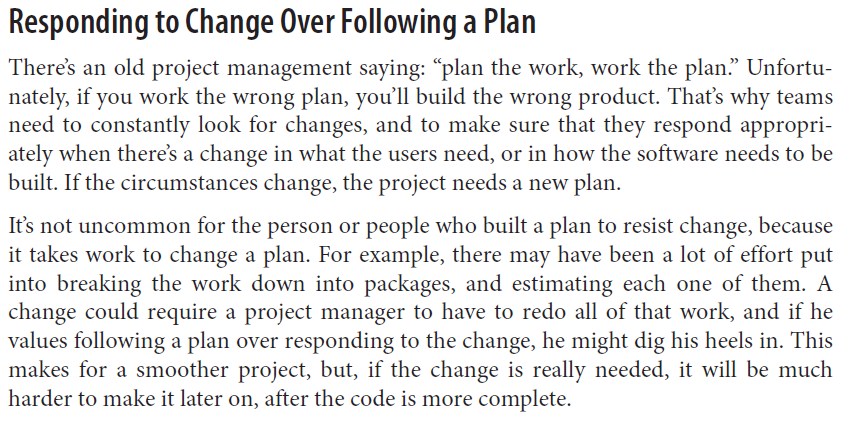 Responding to Change Over Following a Plan
There’s an old project management saying: “plan the work, work the plan.” Unfortu-
nately, if you work the wrong plan, you’ll build the wrong product. That’s why teams
need to constantly look for changes, and to make sure that they respond appropri-
ately when there’s a change in what the users need, or in how the software needs to be
built. If the circumstances change, the project needs a new plan.
It’s not uncommon for the person or people who built a plan to resist change, because
it takes work to change a plan. For example, there may have been a lot of effort put
into breaking the work down into packages, and estimating each one of them. A
change could require a project manager to have to redo all of that work, and if he
values following a plan over responding to the change, he might dig his heels in. This
makes for a smoother project, but, if the change is really needed, it will be much
harder to make it later on, after the code is more complete.